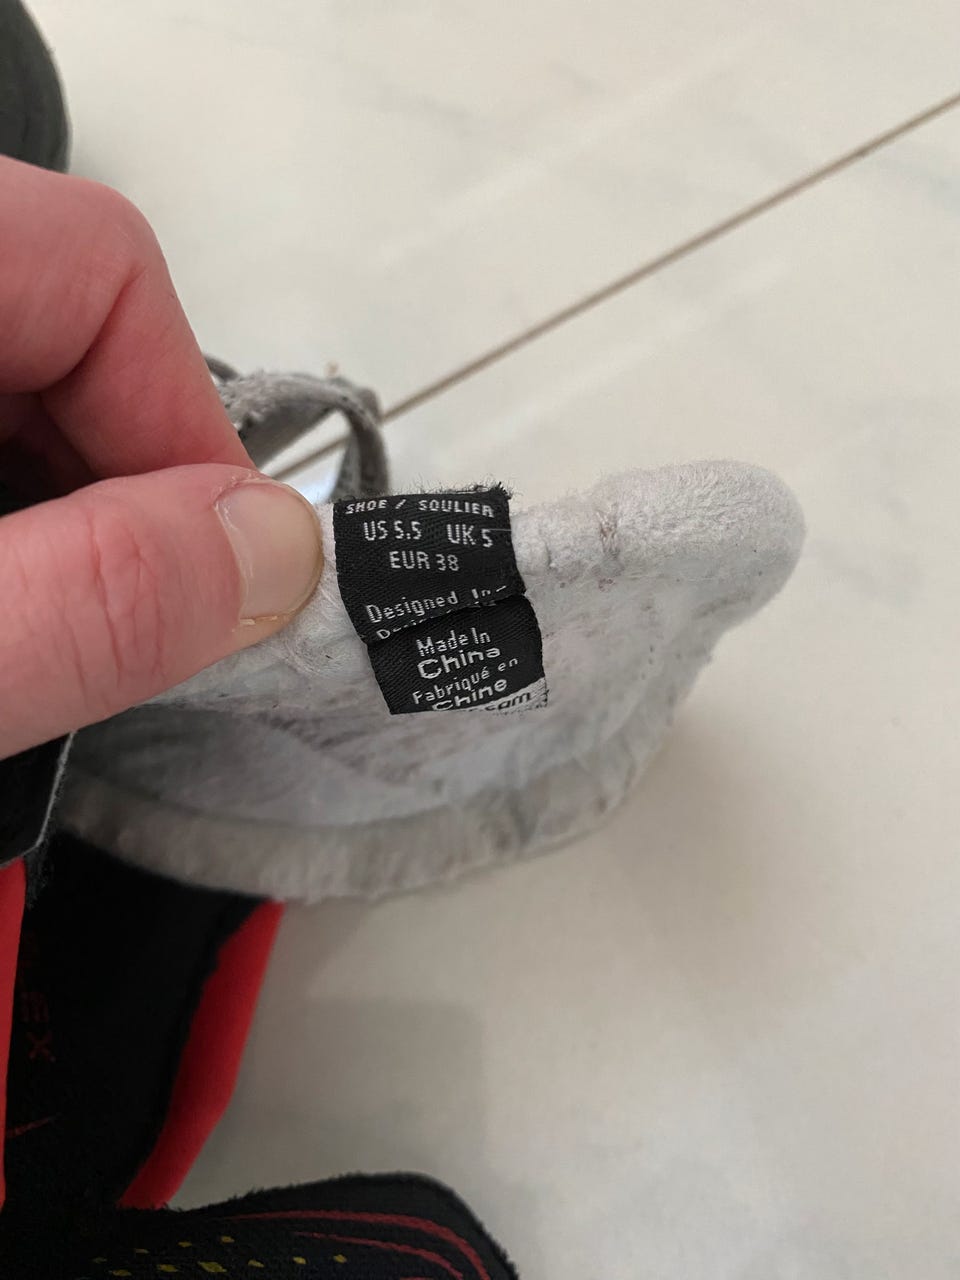 SHOE / SOULIER
US 5.5 UK 5
EUR 38
Designed In
Made In
China
Fabriqué en
Chine